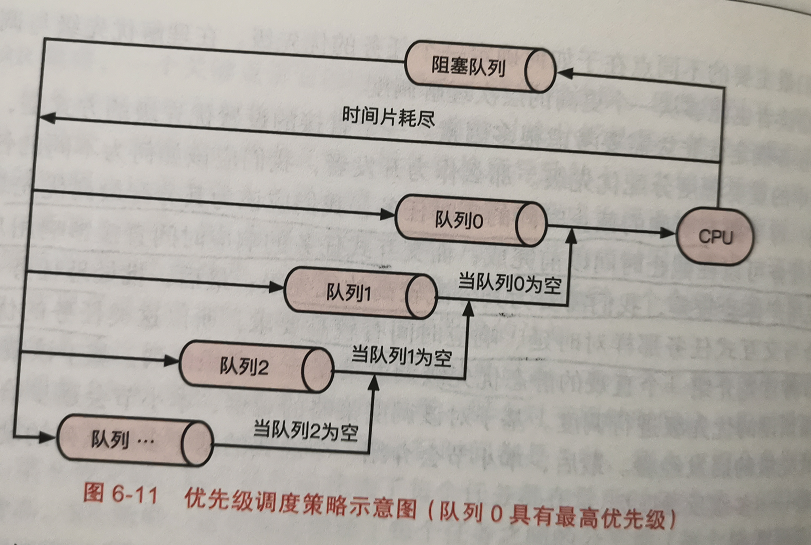 阻塞队列
时间片耗尽
队列0
CPU
队列1
当队列0为空
队列2
当队列1为空
队列 …
当队列2为空
图 6-11 优先级调度策略示意图（队列 0 具有最高优先级）